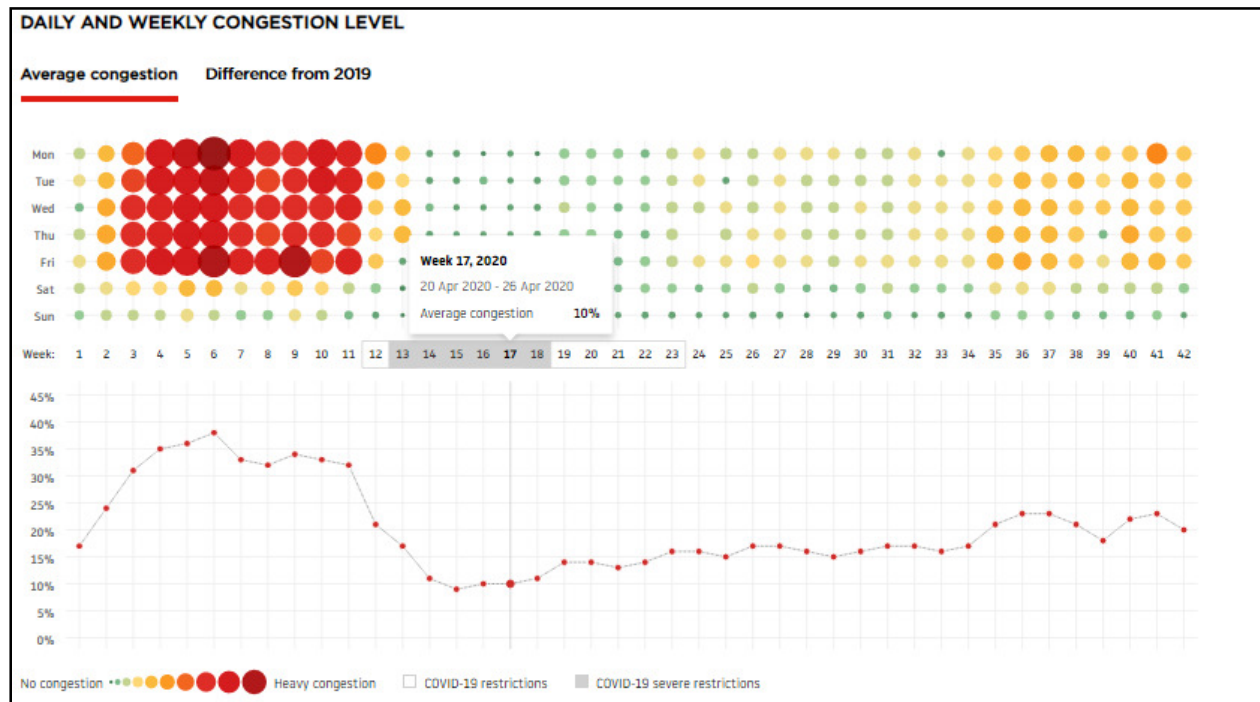 DAILY AND WEEKLY CONGESTION LEVEL
Average congestion Difference from 2019
Mon
Tue
Wed
Thu
Fri
Sat
Sun
Week 17, 2020
20 Apr 2020 - 26 Apr 2020
Average congestion 10%
Week: 1 2 3 4 5 6 7 8 9 10 11 12 13 14 15 16 17 18 19 20 21 22 23 24 25 26 27 28 29 30 31 32 33 34 35 36 37 38 39 40 41 42
45%
40%
35%
30%
25%
20%
15%
10%
5%
0%
No congestion Heavy congestion COVID-19 restrictions COVID-19 severe restrictions